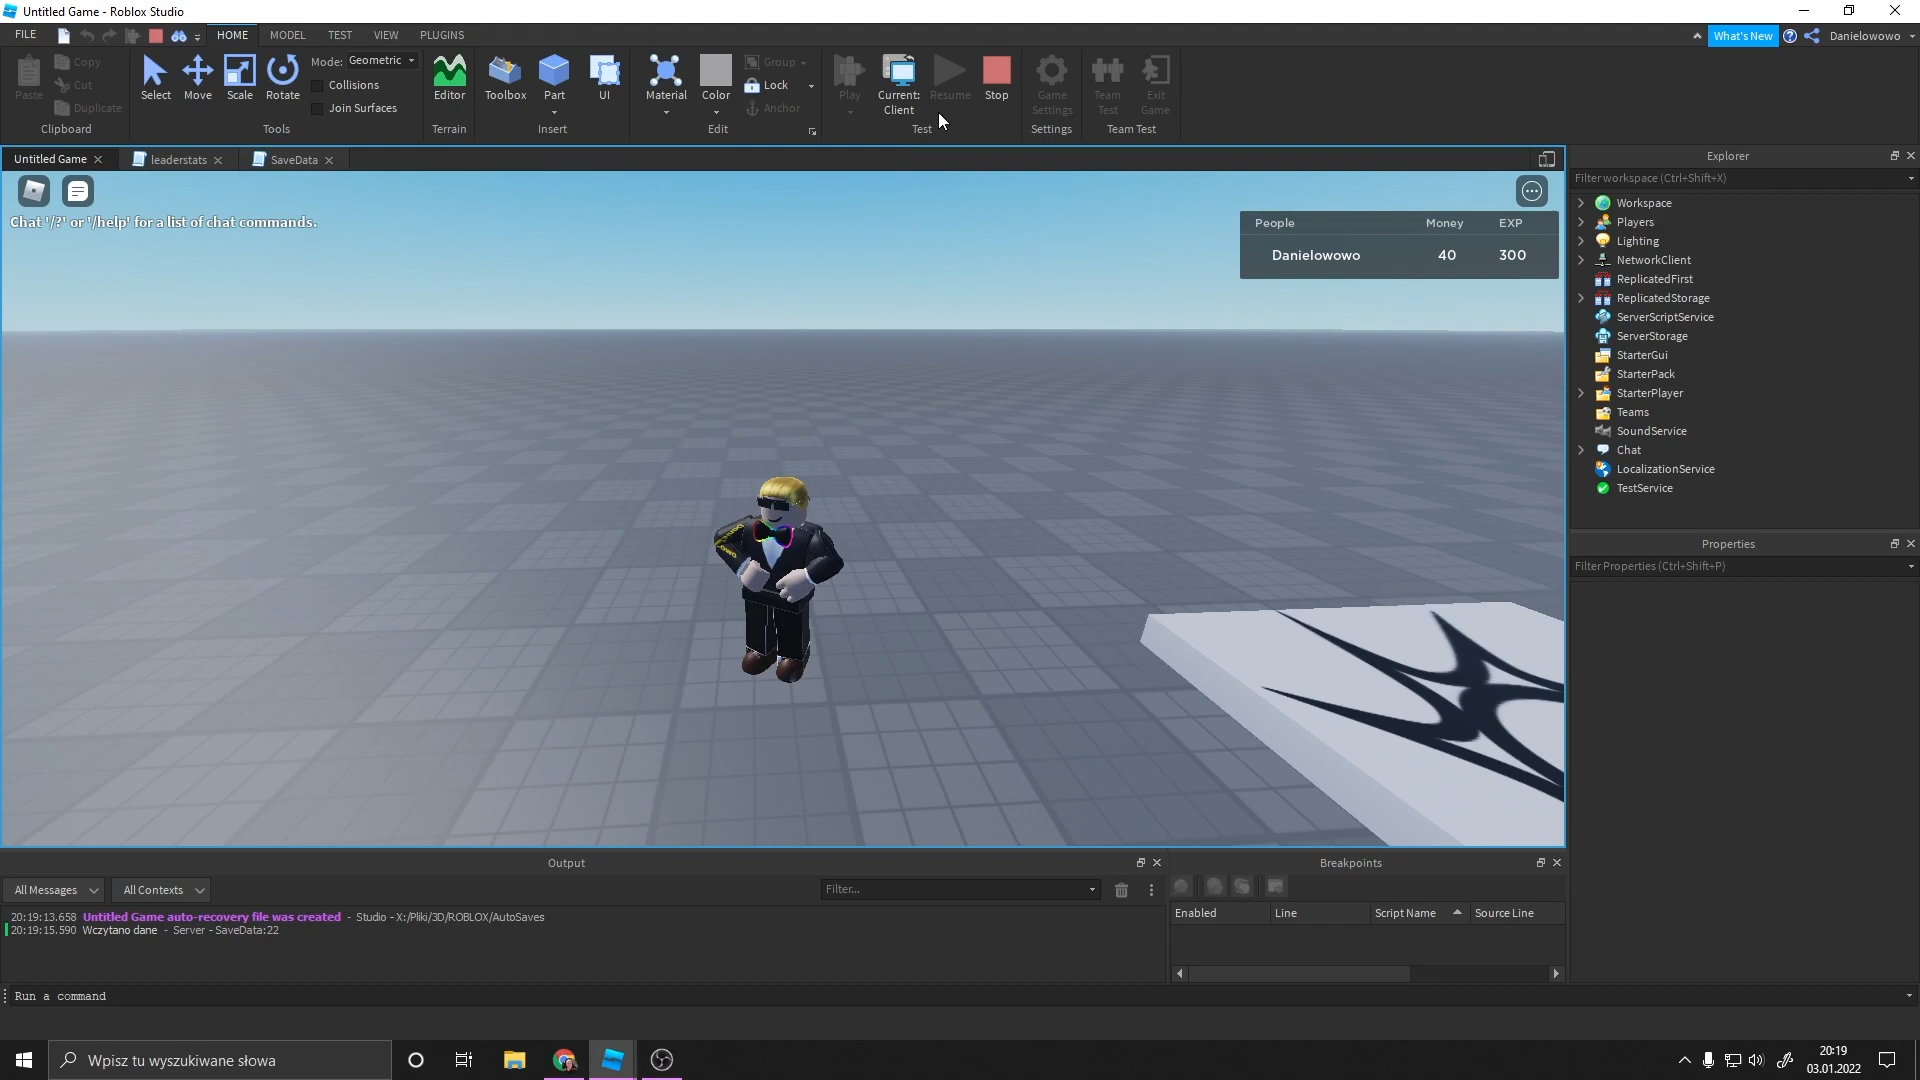 Untitled Game - Roblox Studio
FILE
HOME
MODEL
TEST
VIEW
PLUGINS
What's New
Danielowowo
Paste
Copy
Cut
Duplicate
Clipboard
Select
Move
Scale
Rotate
Mode: Geometric
Collisions
Join Surfaces
Tools
Editor
Terrain
Toolbox
Part
UI
Insert
Material
Color
Group
Lock
Anchor
Edit
Play
Current:
Client
Resume
Stop
Test
Game
Settings
Settings
Team
Test
Exit
Game
Team Test
Untitled Game
leaderstats
SaveData
Chat '/?' or '/help' for a list of chat commands.
People Money EXP
Danielowowo 40 300
Explorer
Filter workspace (Ctrl+Shift+X)
Workspace
Players
Lighting
NetworkClient
ReplicatedFirst
ReplicatedStorage
ServerScriptService
ServerStorage
StarterGui
StarterPack
StarterPlayer
Teams
SoundService
Chat
LocalizationService
TestService
Properties
Filter Properties (Ctrl+Shift+P)
Output
All Messages
All Contexts
Filter...
20:19:13.658 Untitled Game auto-recovery file was created - Studio - X:/Pliki/3D/ROBLOX/AutoSaves
20:19:15.590 Wczytano dane - Server - SaveData:22
Breakpoints
Enabled
Line
Script Name
Source Line
Run a command
Wpisz tu wyszukiwane słowa
20:19
03.01.2022